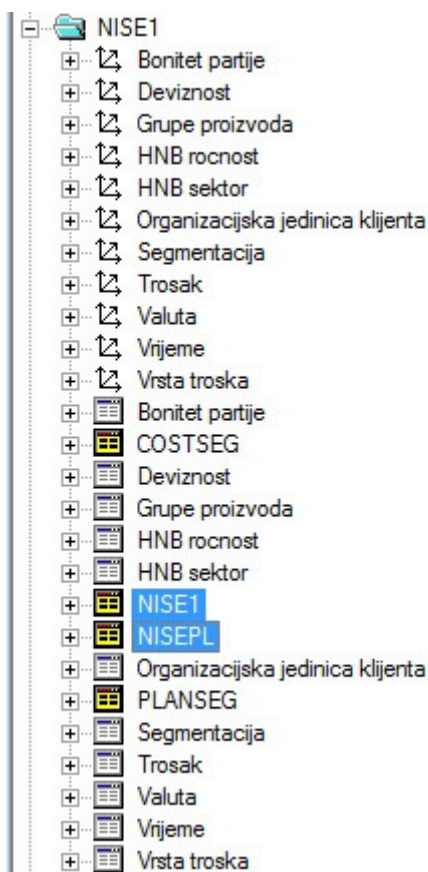 NISE1
Bonitet partije
Deviznost
Grupe proizvoda
HNB rocnost
HNB sektor
Organizacijska jedinica klijenta
Segmentacija
Trosak
Valuta
Vrijeme
Vrsta troska
Bonitet partije
COSTSEG
Deviznost
Grupe proizvoda
HNB rocnost
HNB sektor
NISE1
NISEPL
Organizacijska jedinica klijenta
PLANSEG
Segmentacija
Trosak
Valuta
Vrijeme
Vrsta troska